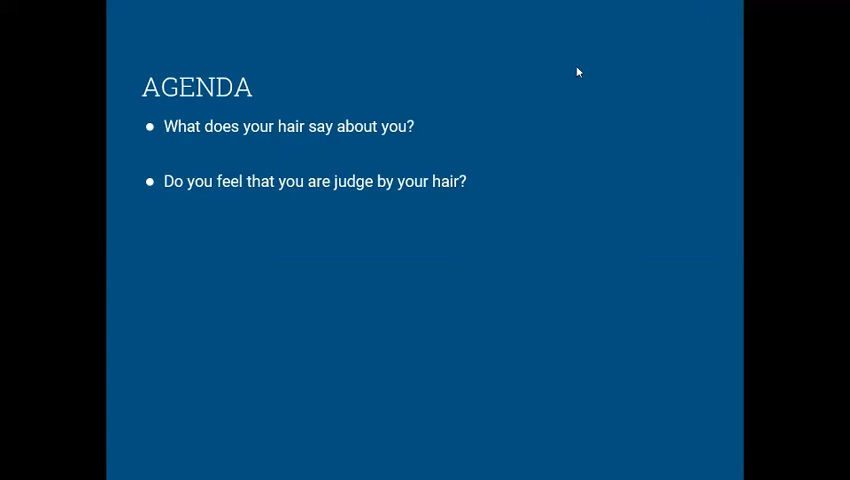 AGENDA
● What does your hair say about you?
● Do you feel that you are judge by your hair?